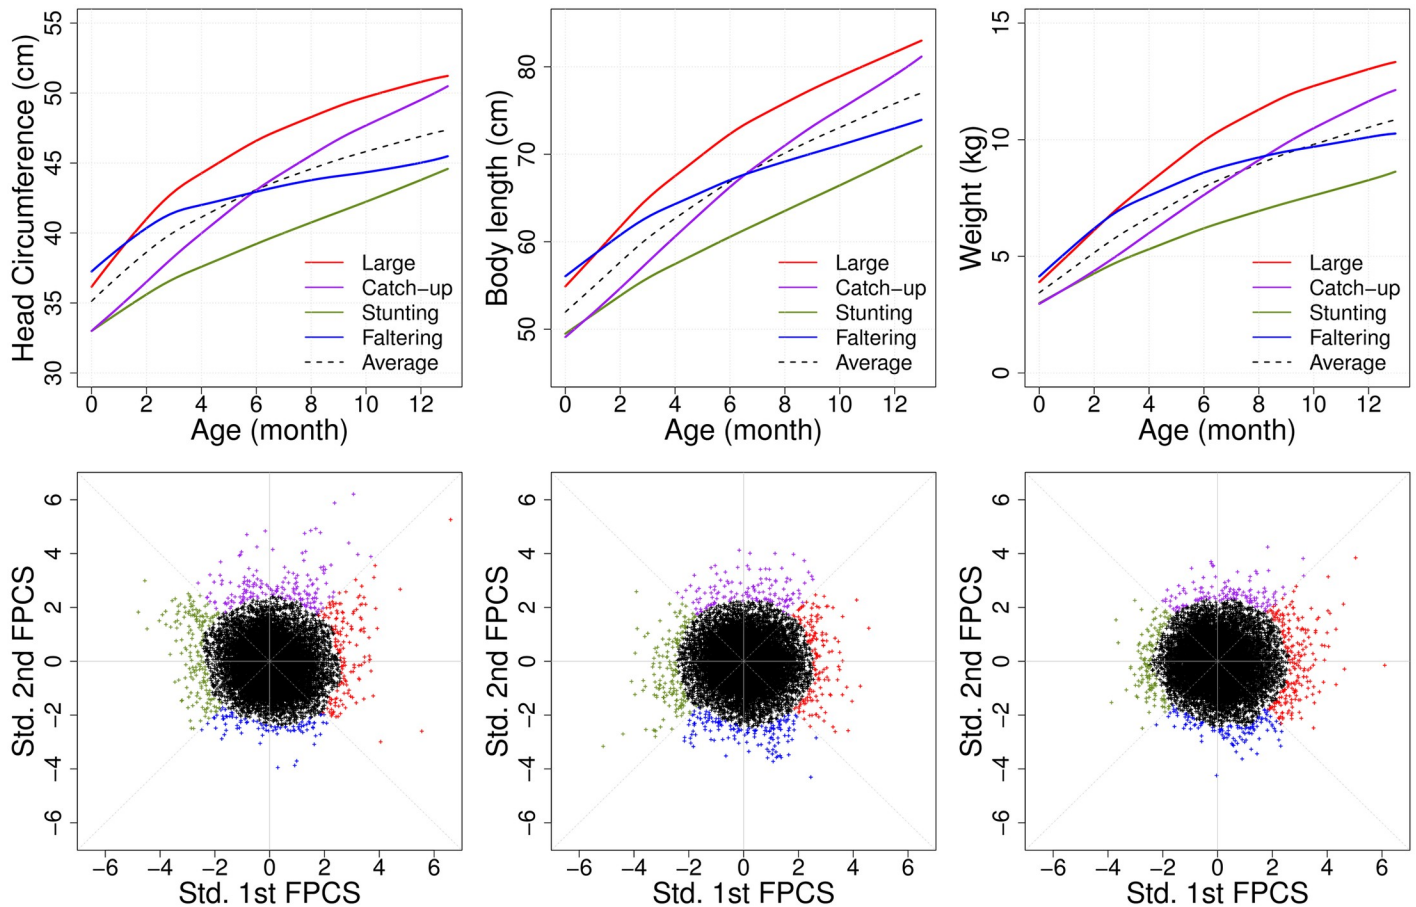 Head Circumference (cm)
30 35 40 45 50 55
Large
Catch−up
Stunting
Faltering
Average
0 2 4 6 8 10 12
Age (month)
Body length (cm)
50 60 70 80
Large
Catch−up
Stunting
Faltering
Average
0 2 4 6 8 10 12
Age (month)
Weight (kg)
0 5 10 15
Large
Catch−up
Stunting
Faltering
Average
0 2 4 6 8 10 12
Age (month)
Std. 2nd FPCS
−6 −4 −2 0 2 4 6
−6 −4 −2 0 2 4 6
Std. 1st FPCS
Std. 2nd FPCS
−6 −4 −2 0 2 4 6
−6 −4 −2 0 2 4 6
Std. 1st FPCS
Std. 2nd FPCS
−6 −4 −2 0 2 4 6
−6 −4 −2 0 2 4 6
Std. 1st FPCS